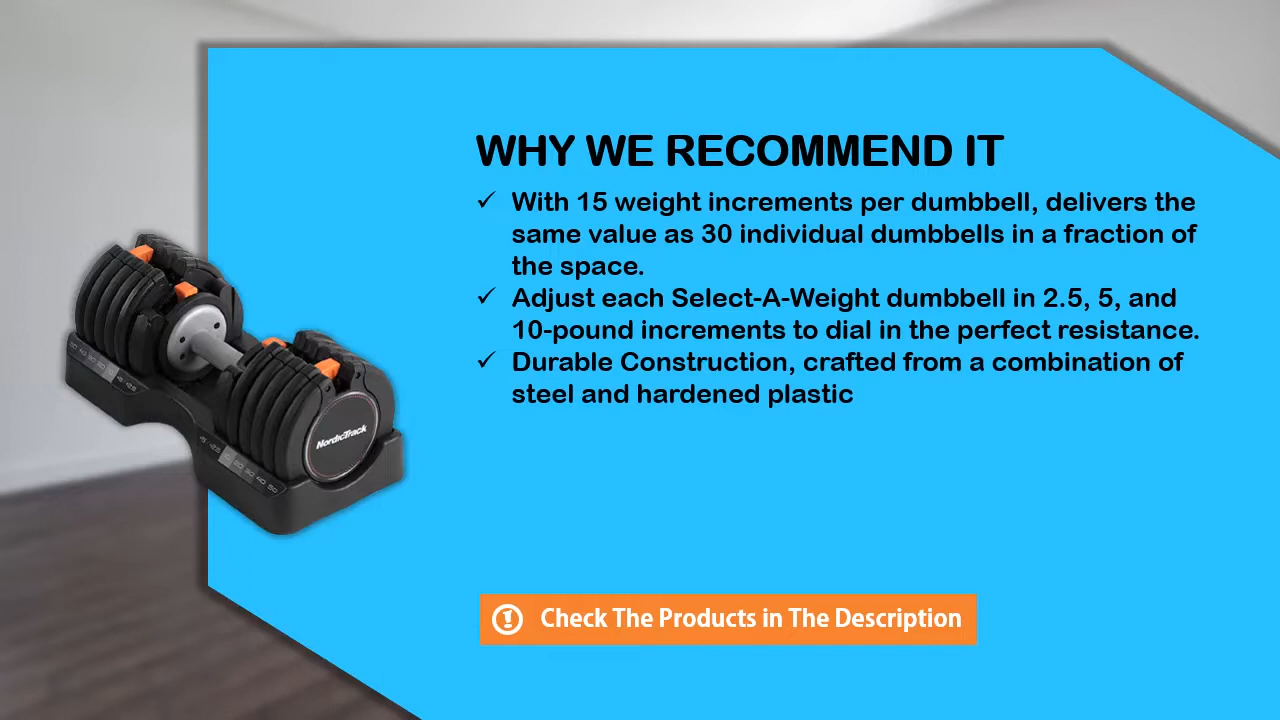 WHY WE RECOMMEND IT
✓ With 15 weight increments per dumbbell, delivers the
same value as 30 individual dumbbells in a fraction of
the space.
✓ Adjust each Select-A-Weight dumbbell in 2.5, 5, and
10-pound increments to dial in the perfect resistance.
✓ Durable Construction, crafted from a combination of
steel and hardened plastic
NordicTrack
Check The Products in The Description